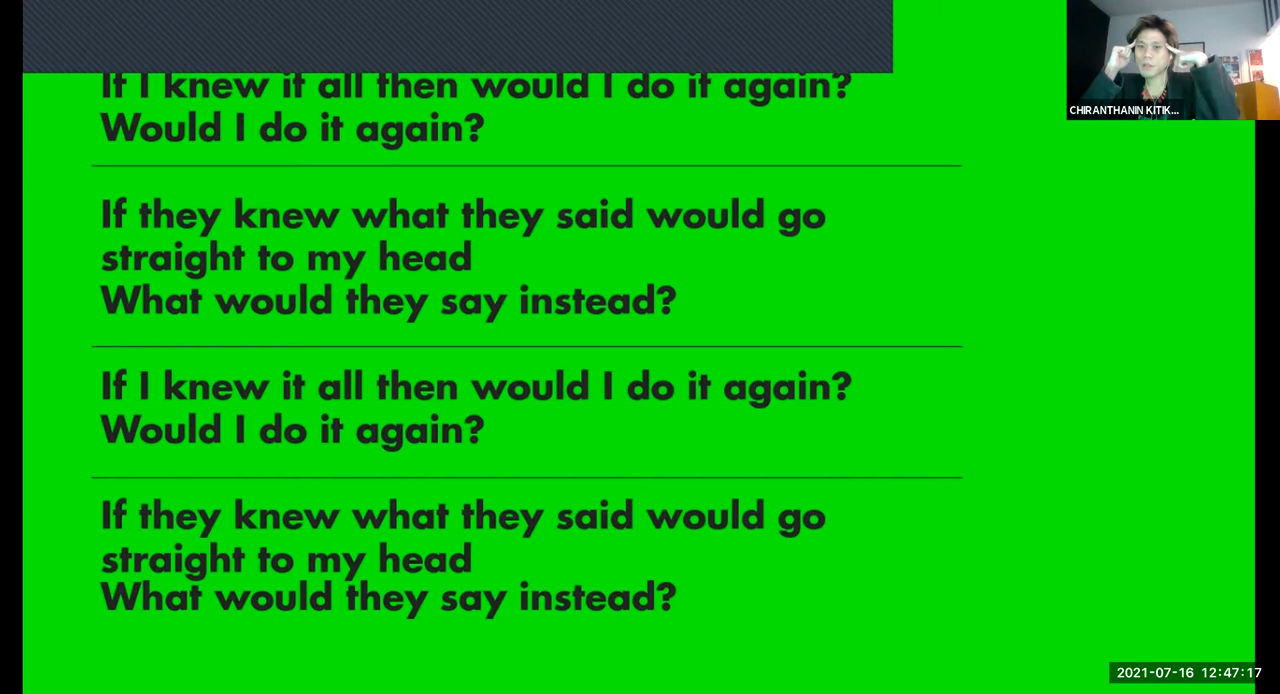 If I knew it all then would I do it again?
Would I do it again?
If they knew what they said would go
straight to my head
What would they say instead?
If I knew it all then would I do it again?
Would I do it again?
If they knew what they said would go
straight to my head
What would they say instead?
CHIRANTHANIN KITIK...
2021-07-16 12:47:17